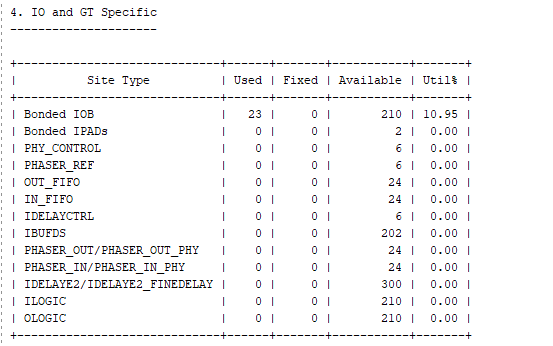 4. IO and GT Specific
---------------------
+-----------------------------+------+-------+-----------+-------+
| Site Type | Used | Fixed | Available | Util% |
+-----------------------------+------+-------+-----------+-------+
| Bonded IOB | 23 | 0 | 210 | 10.95 |
| Bonded IPADs | 0 | 0 | 2 | 0.00 |
| PHY_CONTROL | 0 | 0 | 6 | 0.00 |
| PHASER_REF | 0 | 0 | 6 | 0.00 |
| OUT_FIFO | 0 | 0 | 24 | 0.00 |
| IN_FIFO | 0 | 0 | 24 | 0.00 |
| IDELAYCTRL | 0 | 0 | 6 | 0.00 |
| IBUFDS | 0 | 0 | 202 | 0.00 |
| PHASER_OUT/PHASER_OUT_PHY | 0 | 0 | 24 | 0.00 |
| PHASER_IN/PHASER_IN_PHY | 0 | 0 | 24 | 0.00 |
| IDELAYE2/IDELAYE2_FINEDELAY | 0 | 0 | 300 | 0.00 |
| ILOGIC | 0 | 0 | 210 | 0.00 |
| OLOGIC | 0 | 0 | 210 | 0.00 |
+-----------------------------+------+-------+-----------+-------+